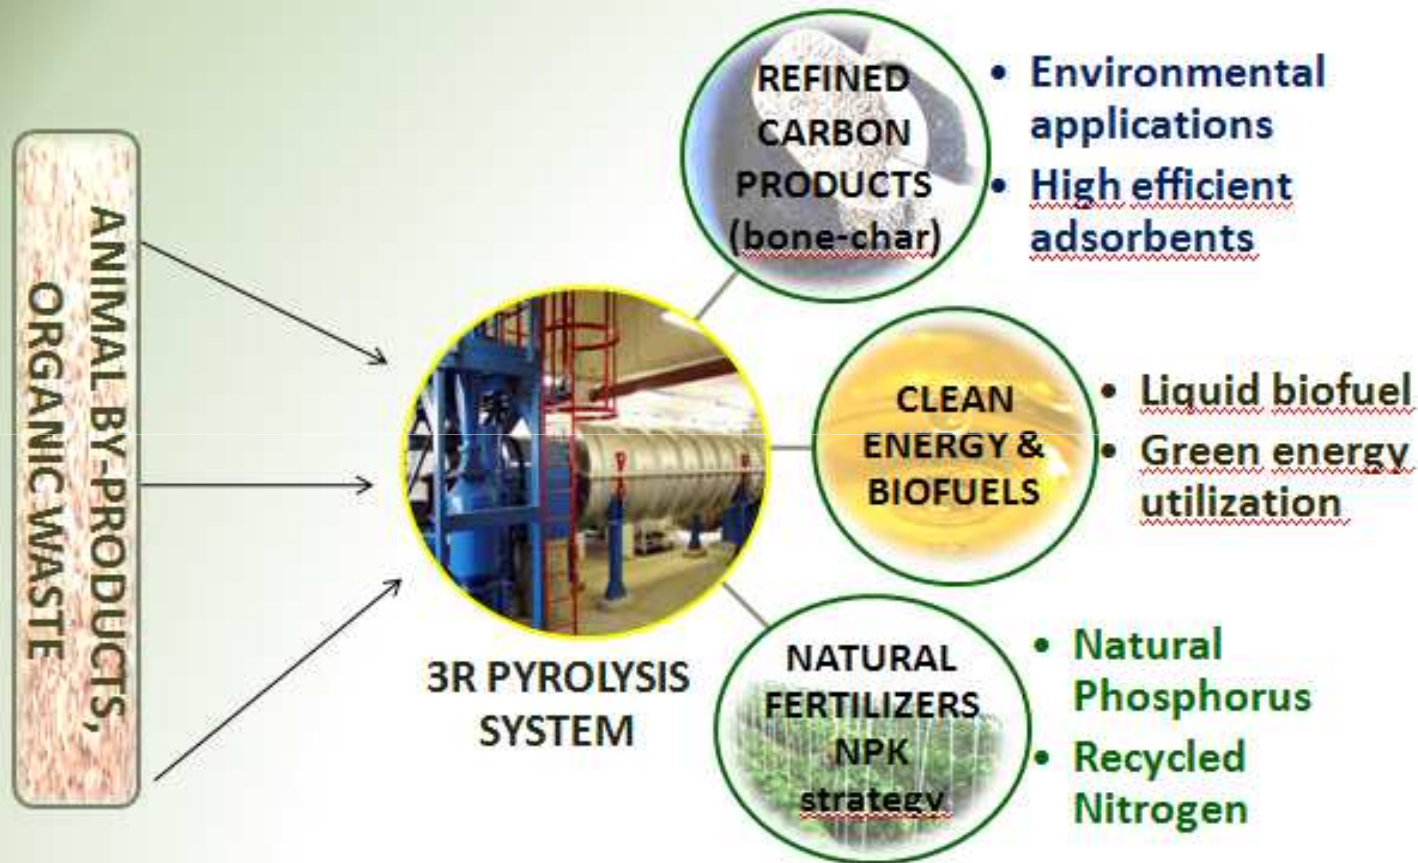 ANIMAL BY-PRODUCTS,
ORGANIC WASTE
3R PYROLYSIS
SYSTEM
REFINED
CARBON
PRODUCTS
(bone-char)
• Environmental
applications
• High efficient
adsorbents
CLEAN
ENERGY &
BIOFUELS
• Liquid biofuel
• Green energy
utilization
NATURAL
FERTILIZERS
NPK
strategy
• Natural
Phosphorus
• Recycled
Nitrogen